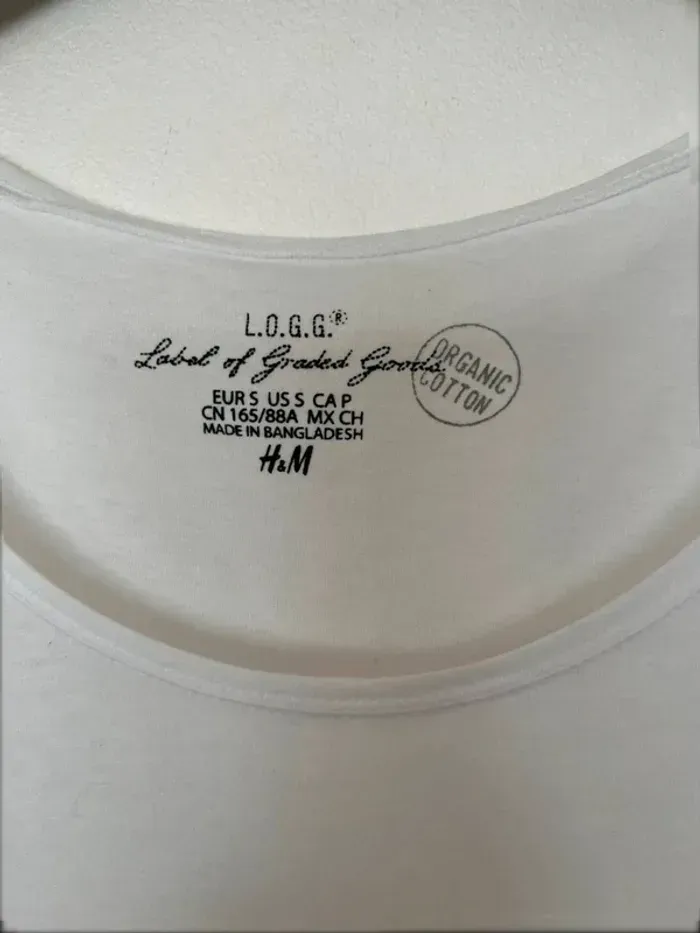 L.O.G.G.®
Label of Graded Goods.
ORGANIC
COTTON
EUR S US S CA P
CN 165/88A MX CH
MADE IN BANGLADESH
H&M